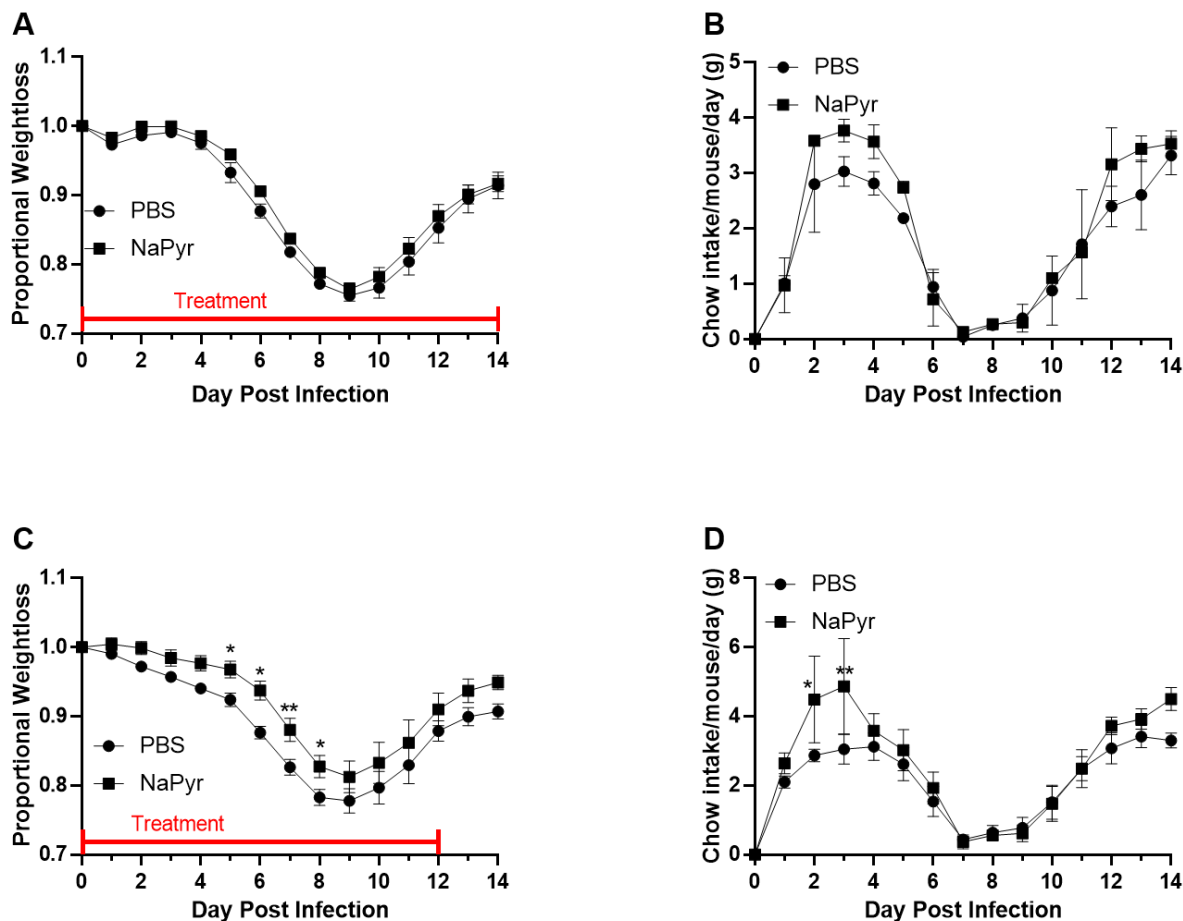 A
Proportional Weightloss
1.1
1.0
0.9
0.8
0.7
PBS
NaPyr
Treatment
0 2 4 6 8 10 12 14
Day Post Infection
B
Chow intake/mouse/day (g)
5
4
3
2
1
0
PBS
NaPyr
0 2 4 6 8 10 12 14
Day Post Infection
C
Proportional Weightloss
1.1
1.0
0.9
0.8
0.7
* * ** *
PBS
NaPyr
Treatment
0 2 4 6 8 10 12 14
Day Post Infection
D
Chow intake/mouse/day (g)
8
6
4
2
0
PBS
NaPyr
* **
0 2 4 6 8 10 12 14
Day Post Infection